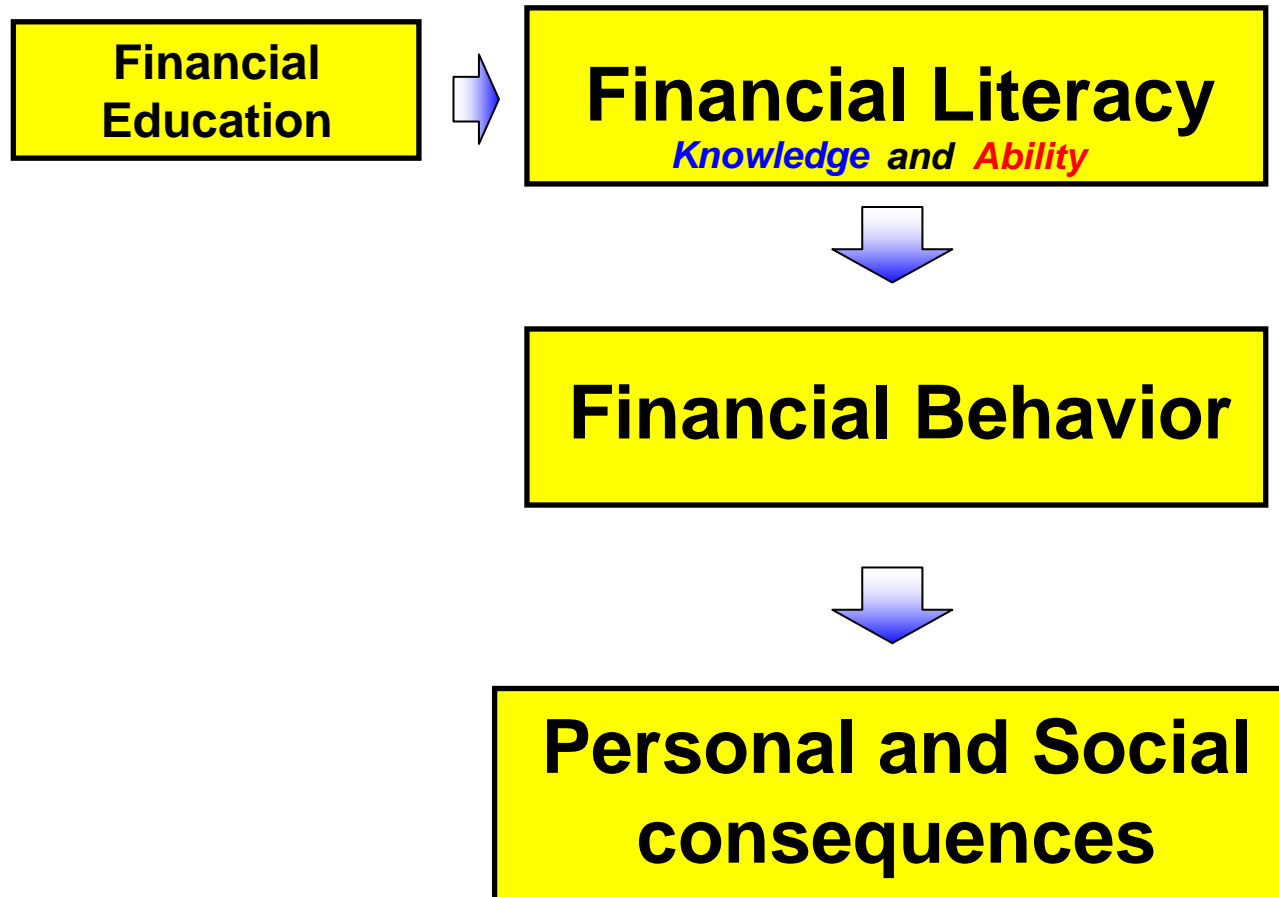 Financial
Education
Financial Literacy
Knowledge and Ability
Financial Behavior
Personal and Social
consequences